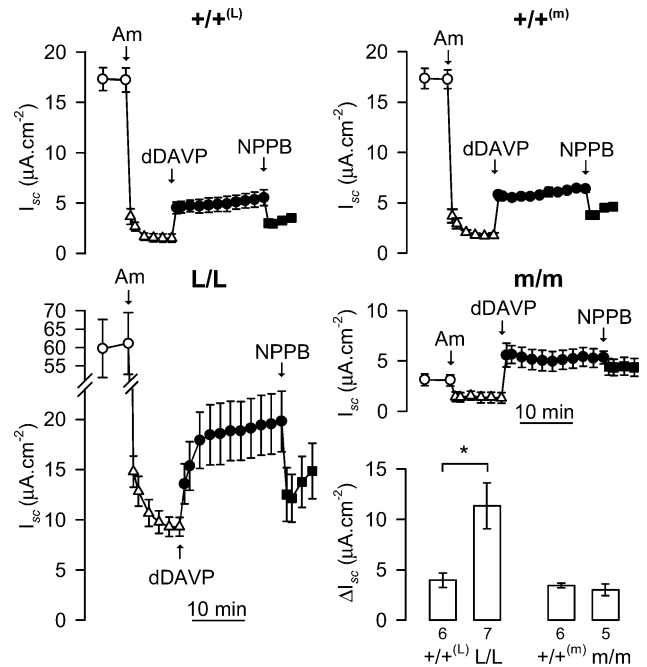 +/+(L)
Am
20
15
10
5
0
Isc (µA.cm-2)
dDAVP
NPPB
+/+(m)
Am
20
15
10
5
0
Isc (µA.cm-2)
dDAVP
NPPB
L/L
Am
70
65
60
55
20
15
10
5
0
Isc (µA.cm-2)
NPPB
dDAVP
10 min
m/m
dDAVP
Am
NPPB
10
5
0
Isc (µA.cm-2)
10 min
15
10
5
0
ΔIsc (µA.cm-2)
*
6 7 6 5
+/+(L) L/L +/+(m) m/m